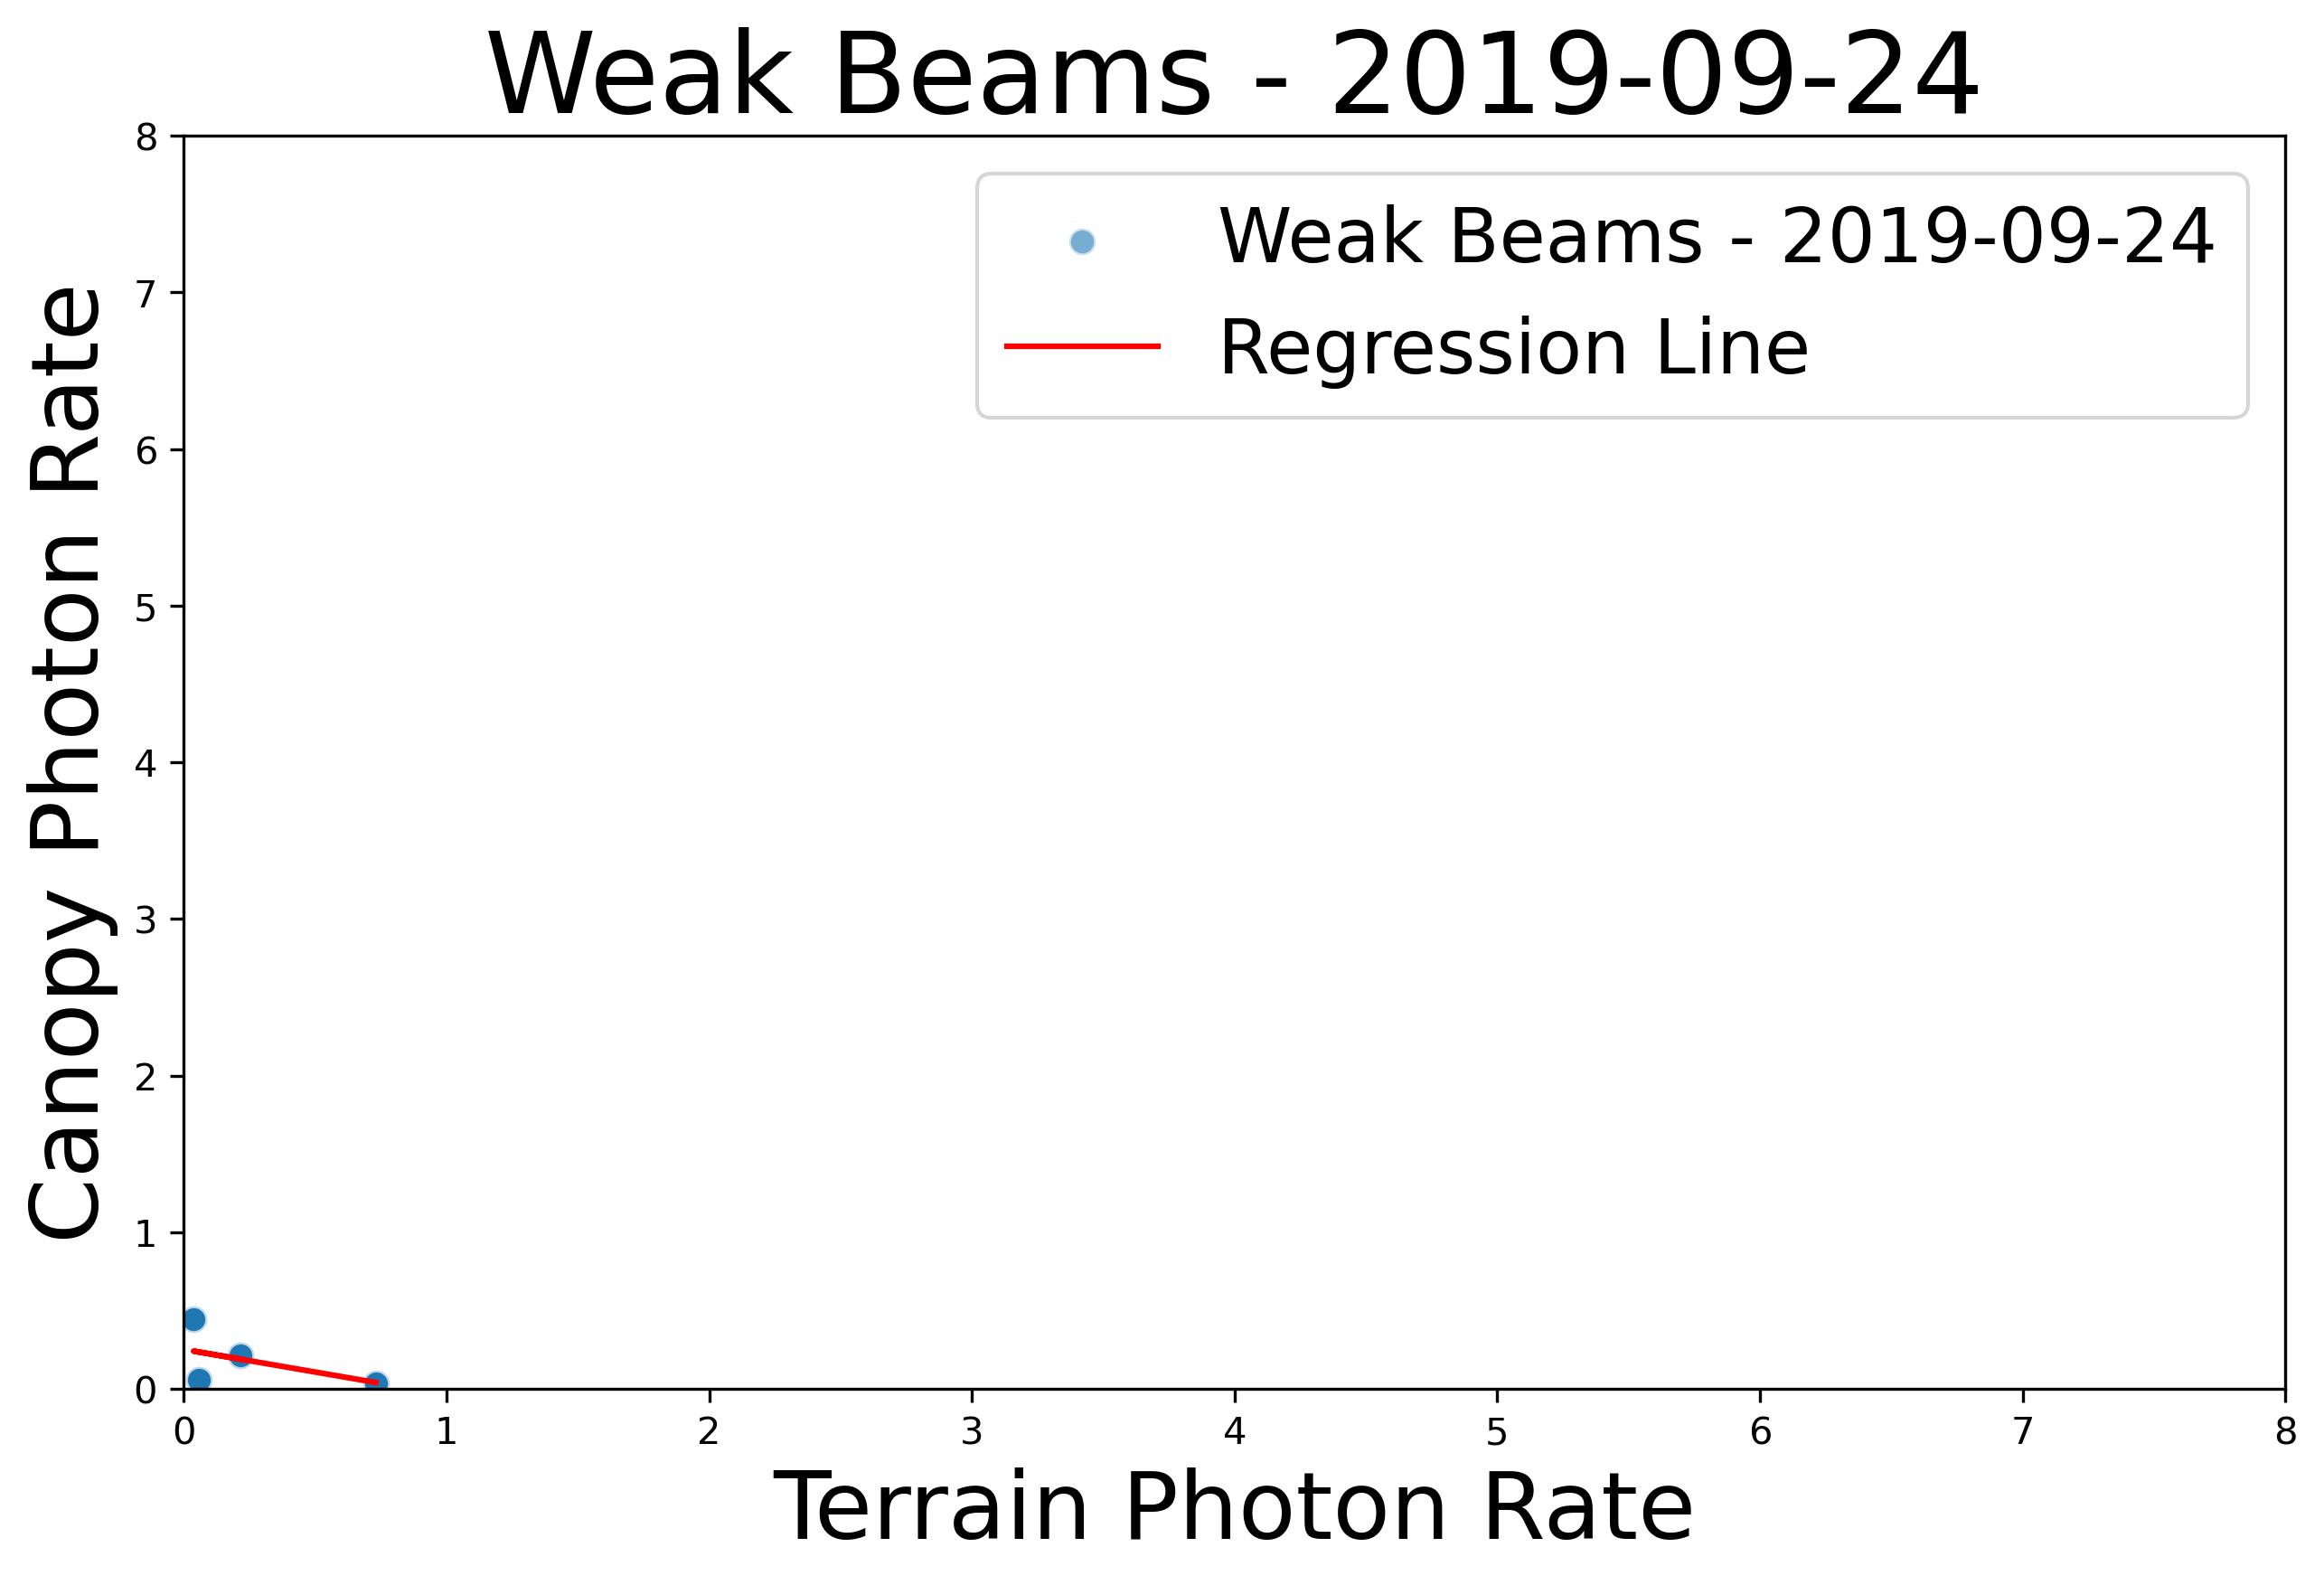 Weak Beams - 2019-09-24
Weak Beams - 2019-09-24
Regression Line
Canopy Photon Rate
8
7
6
5
4
3
2
1
0
0 1 2 3 4 5 6 7 8
Terrain Photon Rate